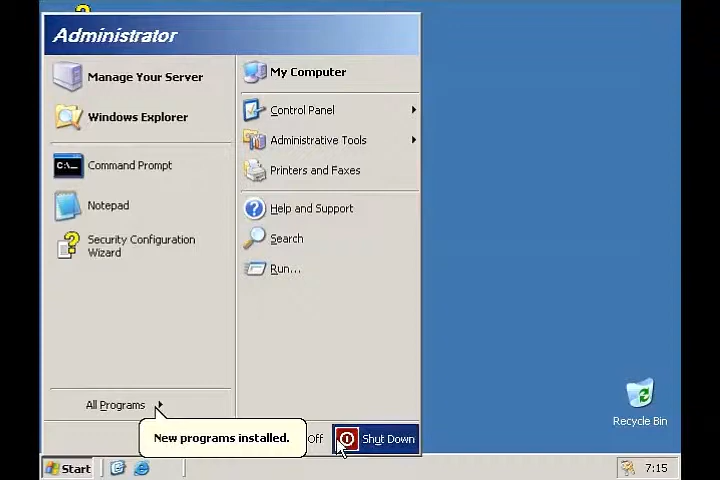 Administrator
Manage Your Server
Windows Explorer
C:\_
Command Prompt
Notepad
Security Configuration
Wizard
All Programs
My Computer
Control Panel
Administrative Tools
Printers and Faxes
Help and Support
Search
Run...
New programs installed.
Off
Shut Down
Recycle Bin
Start
7:15